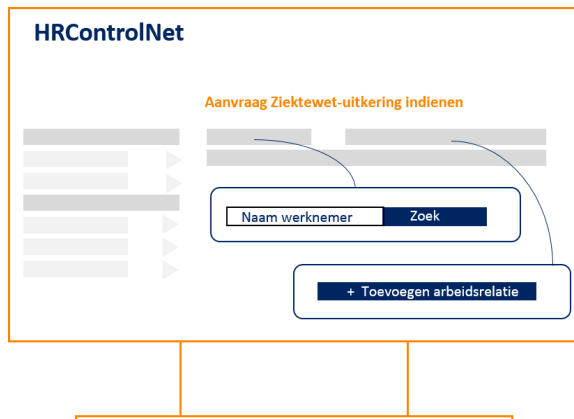 HRControlNet
Aanvraag Ziektewet-uitkering indienen
Naam werknemer Zoek
+ Toevoegen arbeidsrelatie